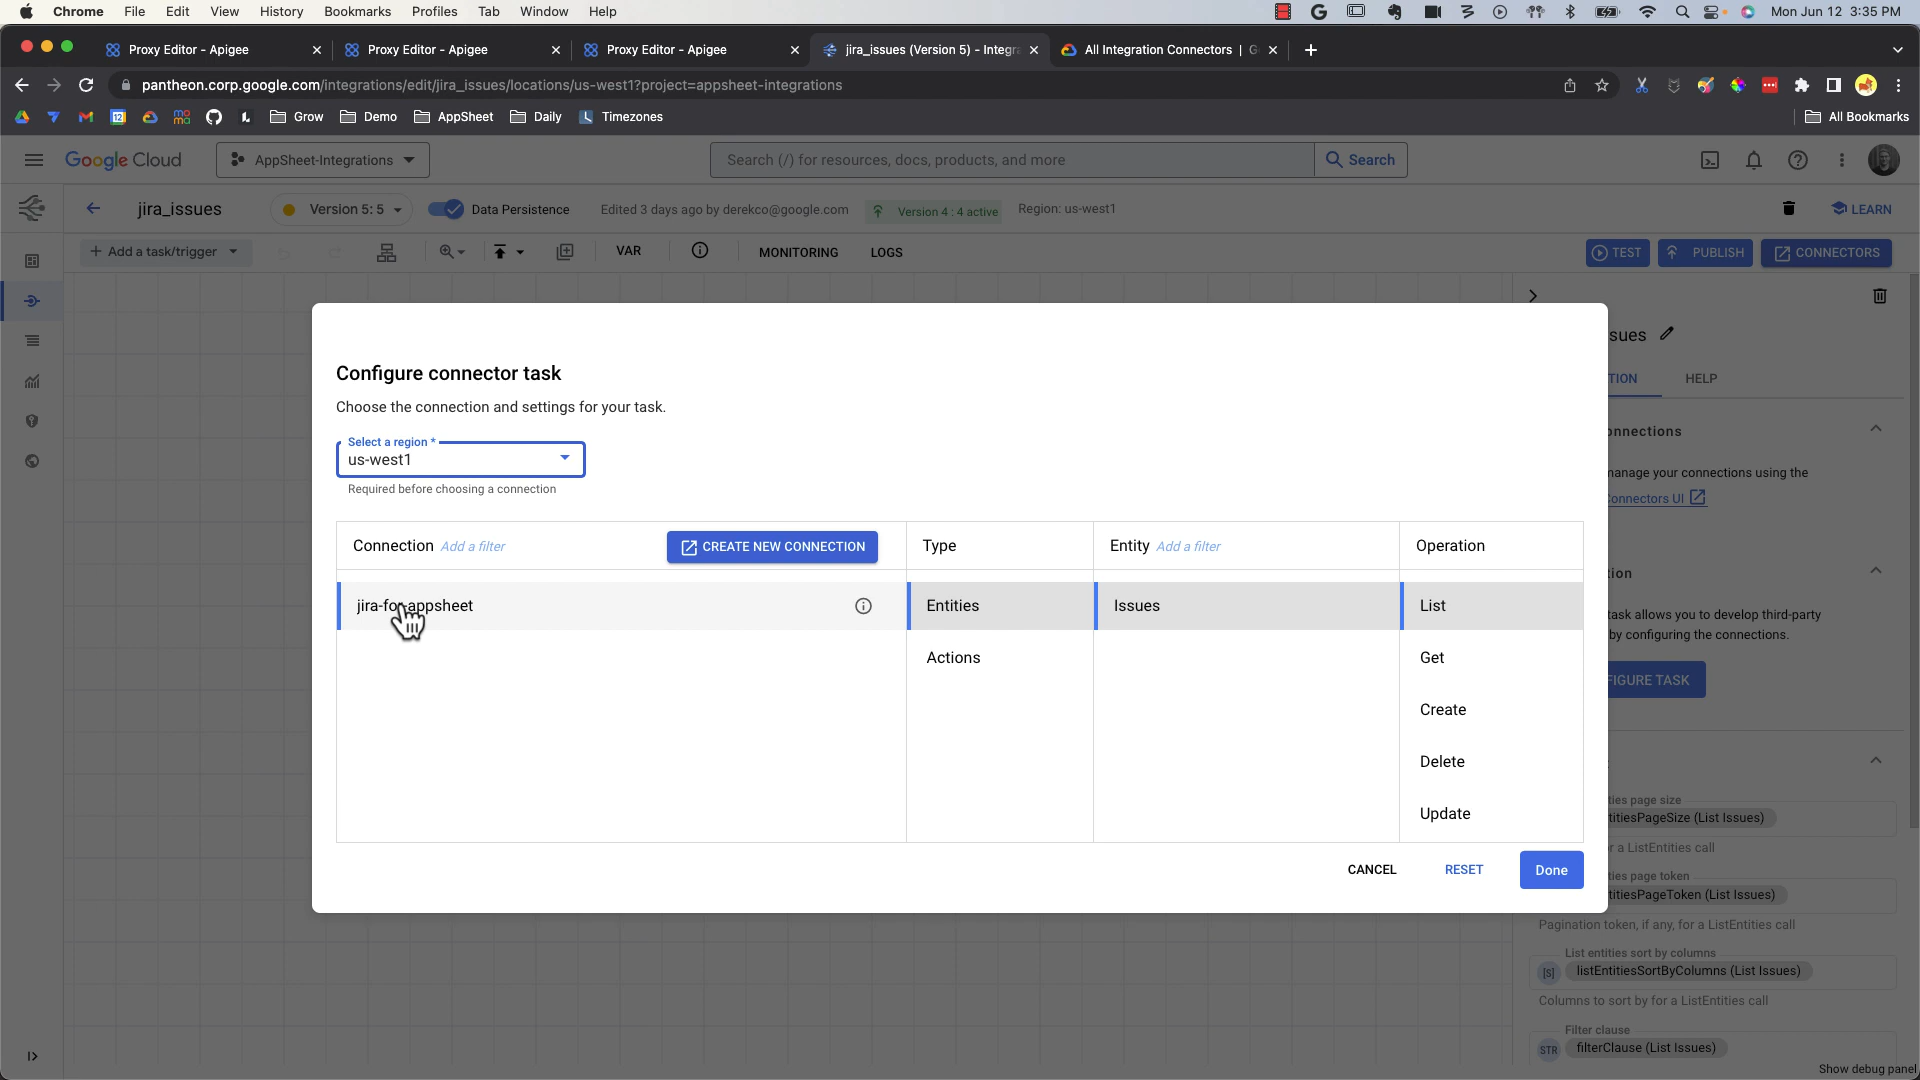 Chrome File Edit View History Bookmarks Profiles Tab Window Help Mon Jun 12 3:35 PM
Proxy Editor - Apigee Proxy Editor - Apigee Proxy Editor - Apigee jira_issues (Version 5) - Integra All Integration Connectors | G
pantheon.corp.google.com/integrations/edit/jira_issues/locations/us-west1?project=appsheet-integrations
Grow Demo AppSheet Daily Timezones All Bookmarks
Google Cloud AppSheet-Integrations Search (/) for resources, docs, products, and more Search
jira_issues Version 5: 5 Data Persistence Edited 3 days ago by derekco@google.com Version 4 : 4 active Region: us-west1 LEARN
+ Add a task/trigger VAR MONITORING LOGS TEST PUBLISH CONNECTORS
sues
TION HELP
Configure connector task
Choose the connection and settings for your task.
Select a region *
us-west1
Required before choosing a connection
Connection Add a filter CREATE NEW CONNECTION Type Entity Add a filter Operation
jira-for-appsheet Entities Issues List
Actions Get
Create
Delete
Update
CANCEL RESET Done
onnections
manage your connections using the
Connectors UI
tion
task allows you to develop third-party
by configuring the connections.
FIGURE TASK
ties page size
titiesPageSize (List Issues)
r a ListEntities call
ties page token
titiesPageToken (List Issues)
Pagination token, if any, for a ListEntities call
List entities sort by columns
[S] listEntitiesSortByColumns (List Issues)
Columns to sort by for a ListEntities call
Filter clause
STR filterClause (List Issues)
Show debug panel